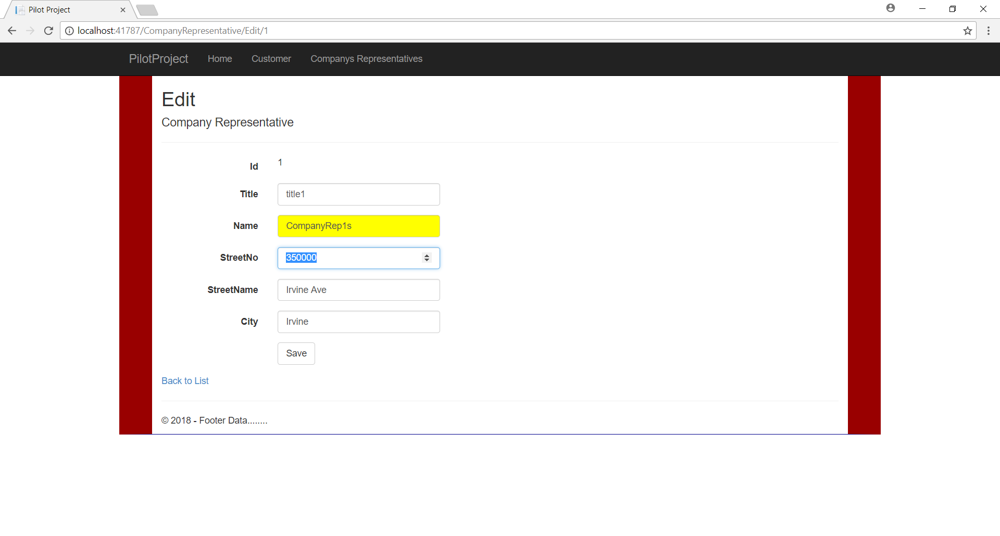 Pilot Project
localhost:41787/CompanyRepresentative/Edit/1
PilotProject Home Customer Companys Representatives
Edit
Company Representative
Id 1
Title title1
Name CompanyRep1s
StreetNo 350000
StreetName Irvine Ave
City Irvine
Save
Back to List
© 2018 - Footer Data........